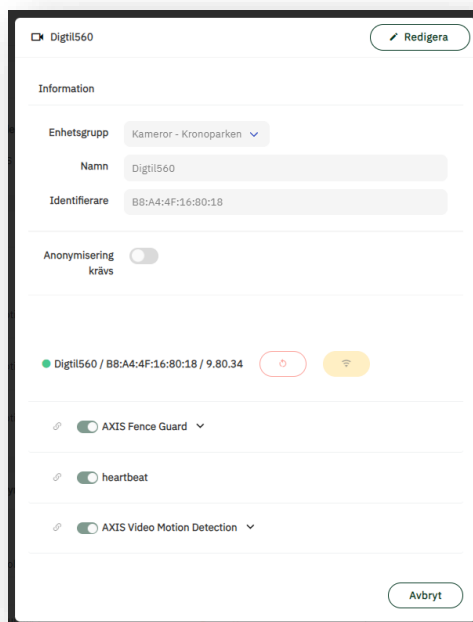 Digtil560
Redigera
Information
Enhetsgrupp
Kameror - Kronoparken
Namn
Digtil560
Identifierare
B8:A4:4F:16:80:18
Anonymisering
krävs
Digtil560 / B8:A4:4F:16:80:18 / 9.80.34
AXIS Fence Guard
heartbeat
AXIS Video Motion Detection
Avbryt